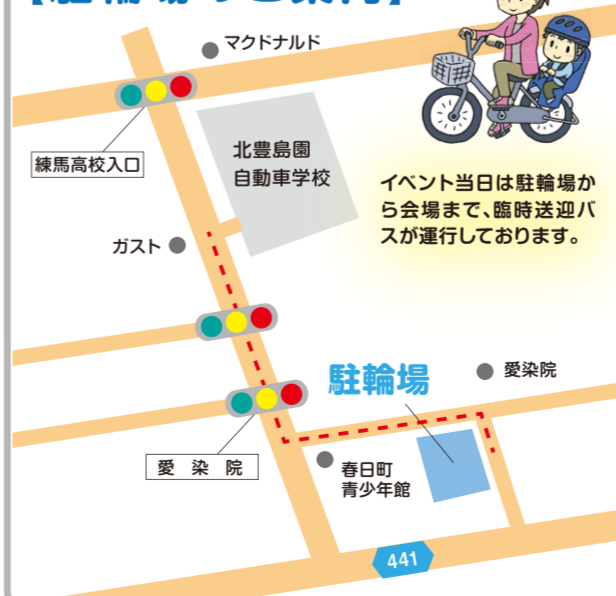 マクドナルド
練馬高校入口
北豊島園
自動車学校
イベント当日は駐輪場か
ら会場まで、臨時送迎バ
スが運行しております。
ガスト
駐輪場
愛染院
愛染院
春日町
青少年館
441